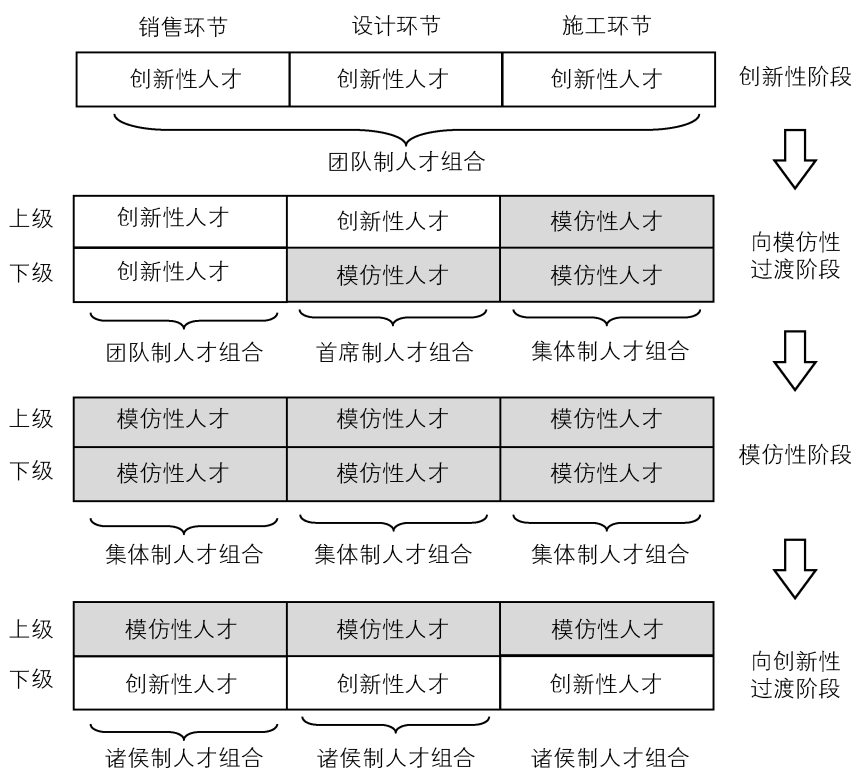 销售环节 设计环节 施工环节
创新性人才 创新性人才 创新性人才 创新性阶段
团队制人才组合
上级 创新性人才 创新性人才 模仿性人才
向模仿性
过渡阶段
下级 创新性人才 模仿性人才 模仿性人才
团队制人才组合 首席制人才组合 集体制人才组合
上级 模仿性人才 模仿性人才 模仿性人才
模仿性阶段
下级 模仿性人才 模仿性人才 模仿性人才
集体制人才组合 集体制人才组合 集体制人才组合
上级 模仿性人才 模仿性人才 模仿性人才
向创新性
过渡阶段
下级 创新性人才 创新性人才 创新性人才
诸侯制人才组合 诸侯制人才组合 诸侯制人才组合